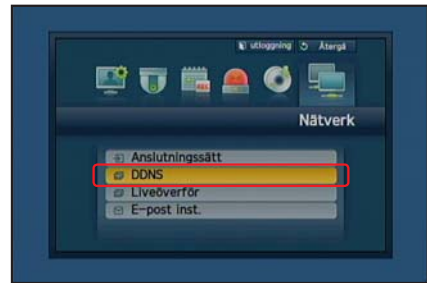 utloggning Återgå
Nätverk
Anslutningssätt
DDNS
Liveöverför
E-post inst.